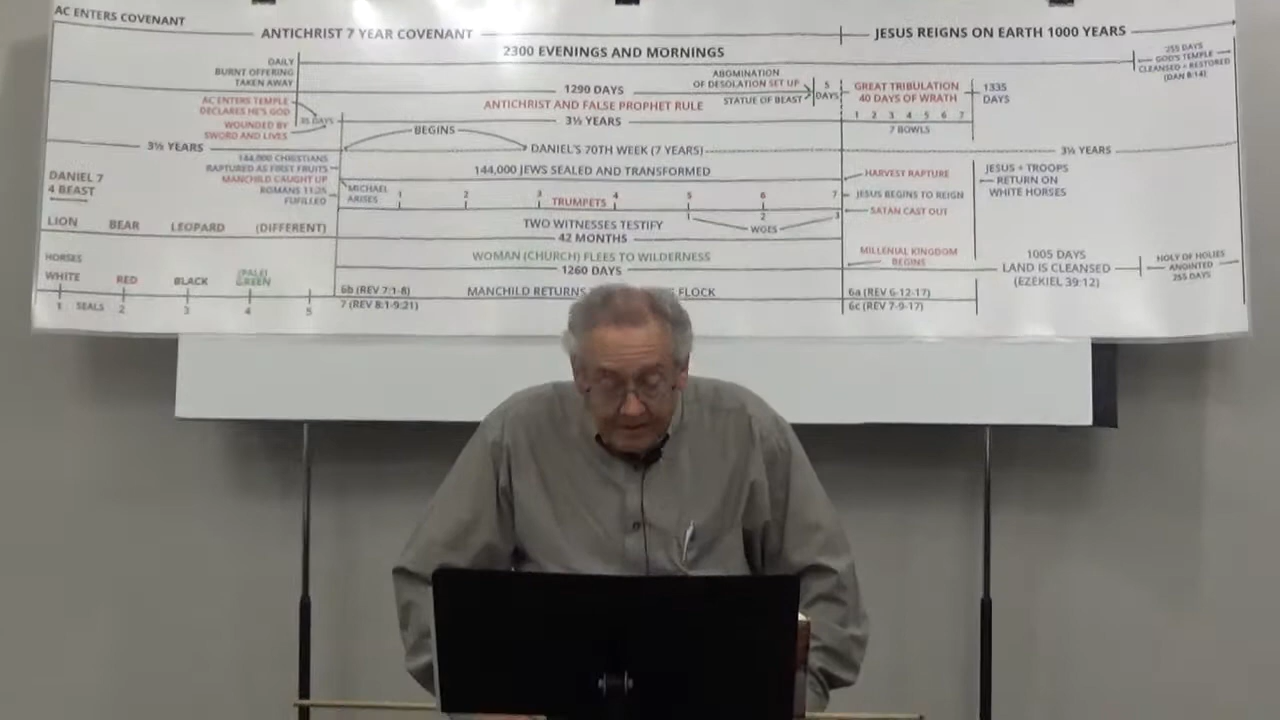 AC ENTERS COVENANT
ANTICHRIST 7 YEAR COVENANT
JESUS REIGNS ON EARTH 1000 YEARS
2300 EVENINGS AND MORNINGS
255 DAYS
GOD'S TEMPLE
CLEANSED + RESTORED
(DAN 8:14)
DAILY
BURNT OFFERING
TAKEN AWAY
1290 DAYS
ABOMINATION
OF DESOLATION SET UP
STATUE OF BEAST
5
DAYS
GREAT TRIBULATION
40 DAYS OF WRATH
1335
DAYS
AC ENTERS TEMPLE
DECLARES HE'S GOD
WOUNDED BY
SWORD AND LIVES
DAYS
ANTICHRIST AND FALSE PROPHET RULE
3½ YEARS
1 2 3 4 5 6 7
7 BOWLS
BEGINS
3½ YEARS
DANIEL'S 70TH WEEK (7 YEARS)
3½ YEARS
144,000 CHRISTIANS
RAPTURED AS FIRST FRUITS
MANCHILD CAUGHT UP
ROMANS 11:25
FUFILLED
144,000 JEWS SEALED AND TRANSFORMED
HARVEST RAPTURE
JESUS + TROOPS
RETURN ON
WHITE HORSES
DANIEL 7
4 BEAST
MICHAEL
ARISES
1 2 3 4 5 6 7
TRUMPETS
JESUS BEGINS TO REIGN
SATAN CAST OUT
1 2 3
WOES
LION BEAR LEOPARD (DIFFERENT)
TWO WITNESSES TESTIFY
42 MONTHS
WOMAN (CHURCH) FLEES TO WILDERNESS
MILLENIAL KINGDOM
BEGINS
1005 DAYS
LAND IS CLEANSED
(EZEKIEL 39:12)
HOLY OF HOLIES
ANOINTED
255 DAYS
HORSES
WHITE RED BLACK (PALE) GREEN
1260 DAYS
1 SEALS 2 3 4 5
6b (REV 7:1-8)
MANCHILD RETURNS FLOCK
6a (REV 6-12-17)
7 (REV 8:1-9:21)
6c (REV 7-9-17)